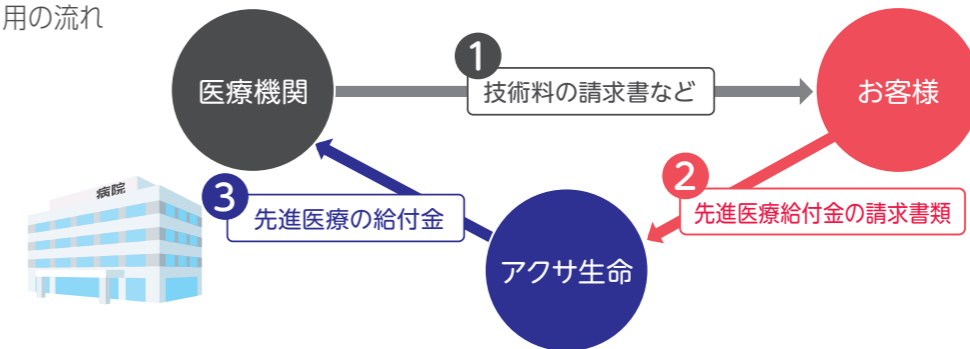 用の流れ
医療機関
1
技術料の請求書など
お客様
2
先進医療給付金の請求書類
アクサ生命
3
先進医療の給付金
病院